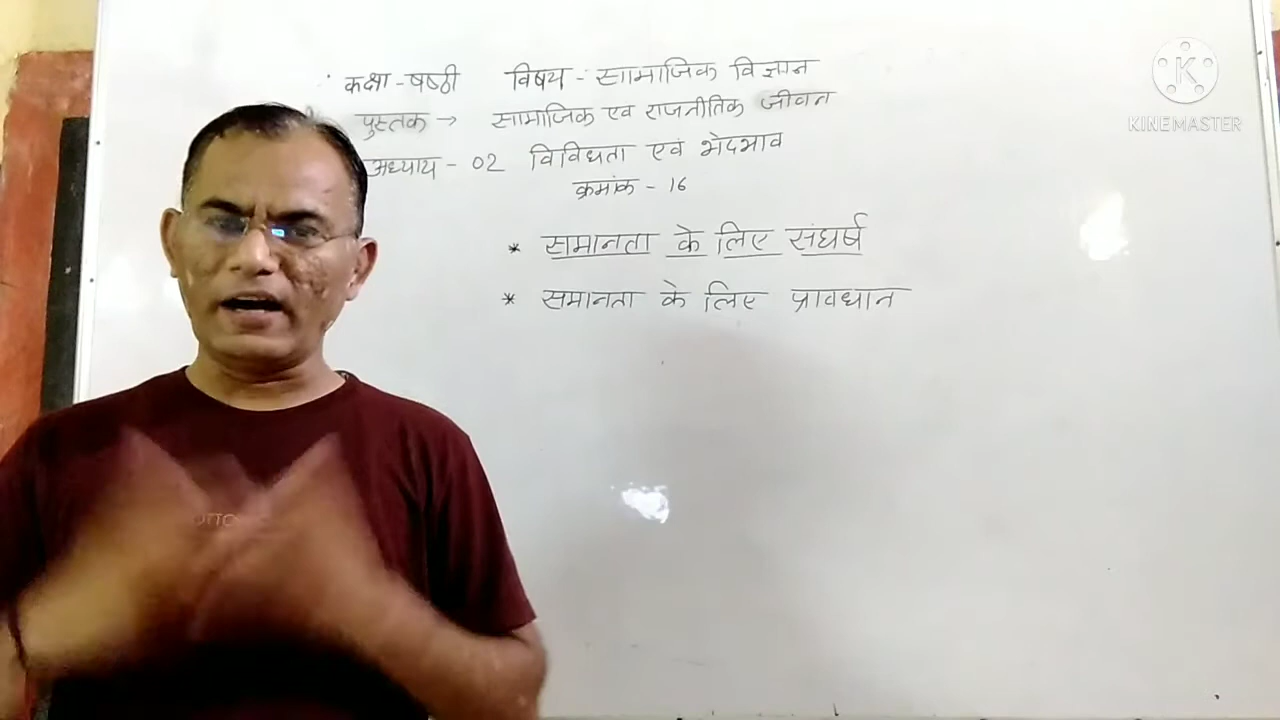 कक्षा - षष्ठी विषय - सामाजिक विज्ञान
पुस्तक → सामाजिक एव राजनीतिक जीवन
अध्याय - 02 विविधता एवं भेदभाव
क्रमांक - 16
* समानता के लिए संघर्ष
* समानता के लिए प्रावधान
KINEMASTER